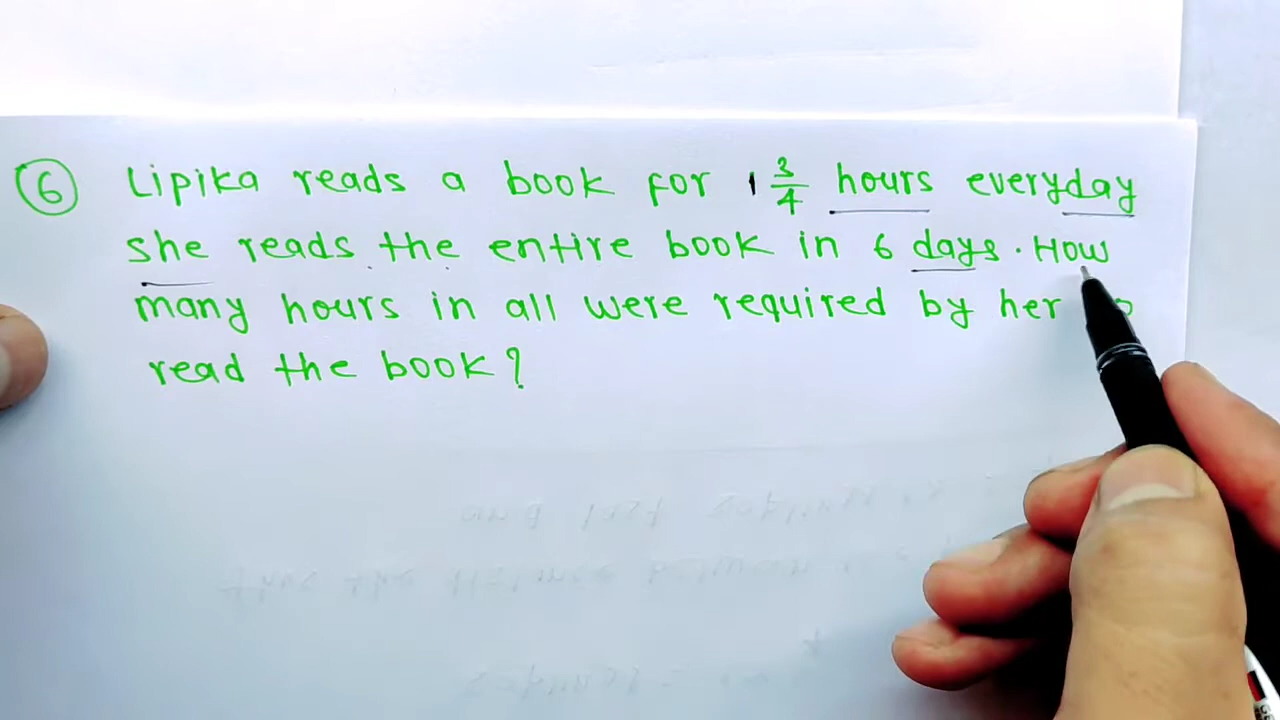 6 Lipika reads a book for 1 3/4 hours everyday
she reads the entire book in 6 days. How
many hours in all were required by her
read the book?